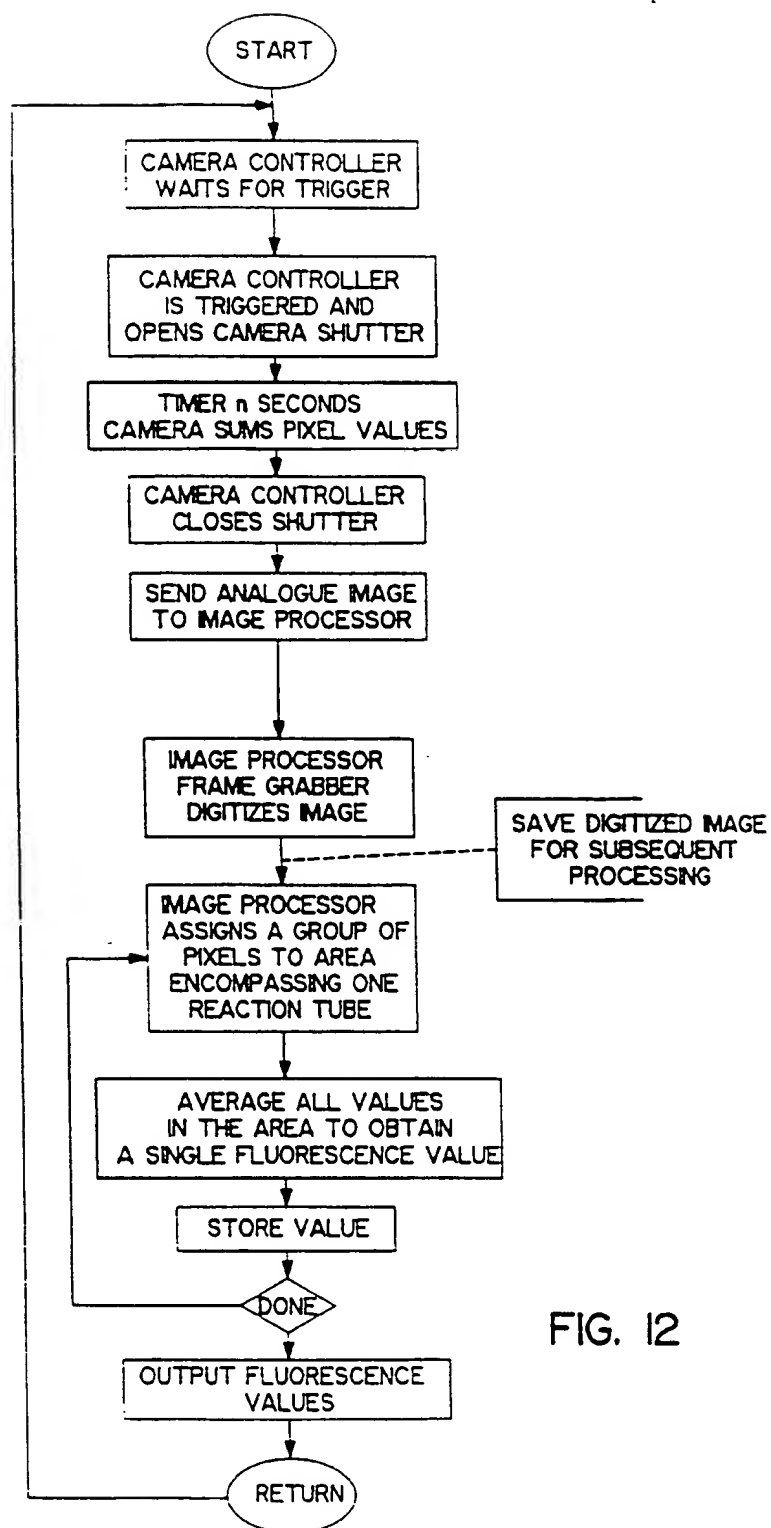 START
CAMERA CONTROLLER
WAITS FOR TRIGGER
CAMERA CONTROLLER
IS TRIGGERED AND
OPENS CAMERA SHUTTER
TIMER n SECONDS
CAMERA SUMS PIXEL VALUES
CAMERA CONTROLLER
CLOSES SHUTTER
SEND ANALOGUE IMAGE
TO IMAGE PROCESSOR
IMAGE PROCESSOR
FRAME GRABBER
DIGITIZES IMAGE
SAVE DIGITIZED IMAGE
FOR SUBSEQUENT
PROCESSING
IMAGE PROCESSOR
ASSIGNS A GROUP OF
PIXELS TO AREA
ENCOMPASSING ONE
REACTION TUBE
AVERAGE ALL VALUES
IN THE AREA TO OBTAIN
A SINGLE FLUORESCENCE VALUE
STORE VALUE
DONE
OUTPUT FLUORESCENCE
VALUES
RETURN
FIG. 12